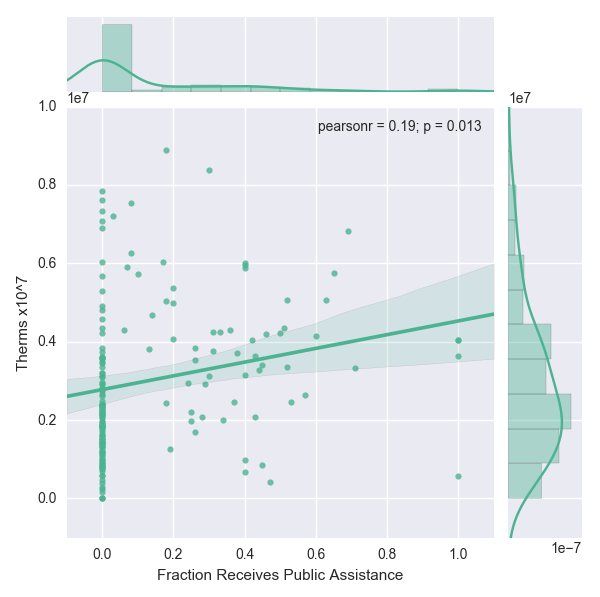 1e7
1e7
1.0
pearsonr = 0.19; p = 0.013
0.8
0.6
Therms x10^7
0.4
0.2
0.0
1e−7
0.0 0.2 0.4 0.6 0.8 1.0
Fraction Receives Public Assistance